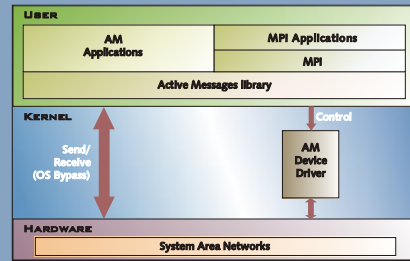 USER
AM
Applications
MPI Applications
MPI
Active Messages library
KERNEL
Send/
Receive
(OS Bypass)
Control
AM
Device
Driver
HARDWARE
System Area Networks